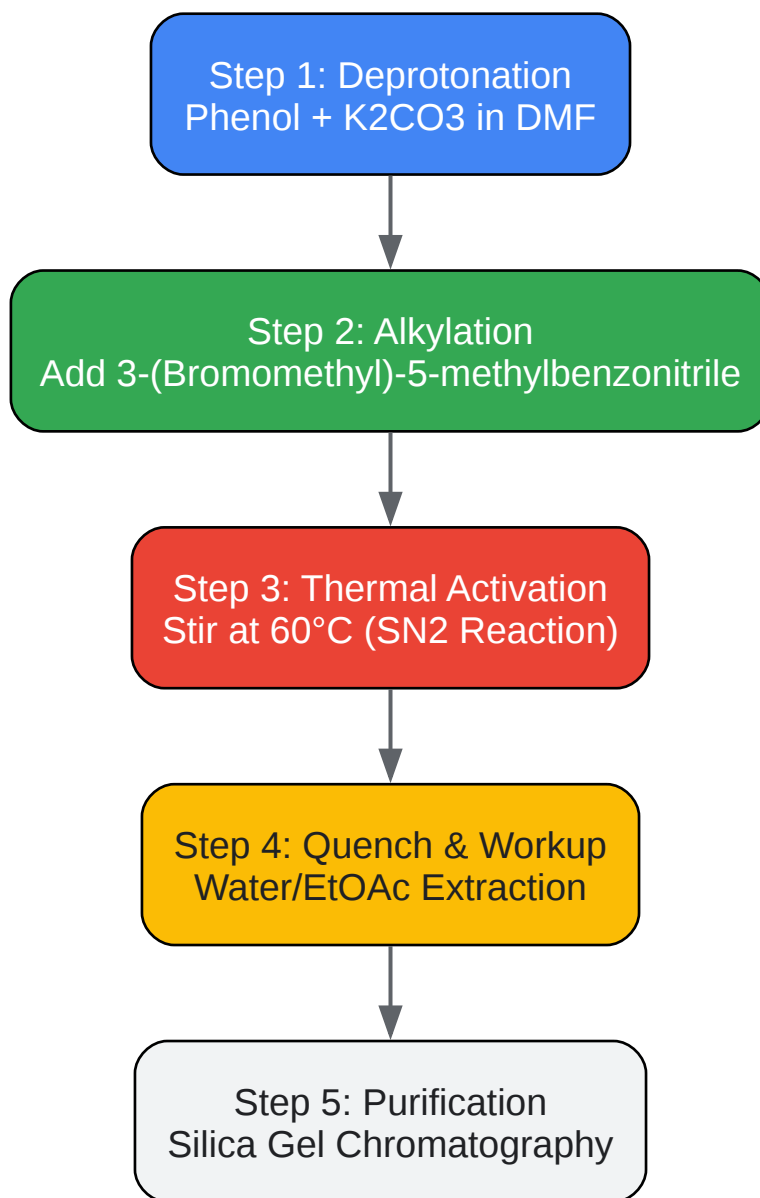 Step 1: Deprotonation
Phenol + K2CO3 in DMF
Step 2: Alkylation
Add 3-(Bromomethyl)-5-methylbenzonitrile
Step 3: Thermal Activation
Stir at 60°C (SN2 Reaction)
Step 4: Quench & Workup
Water/EtOAc Extraction
Step 5: Purification
Silica Gel Chromatography